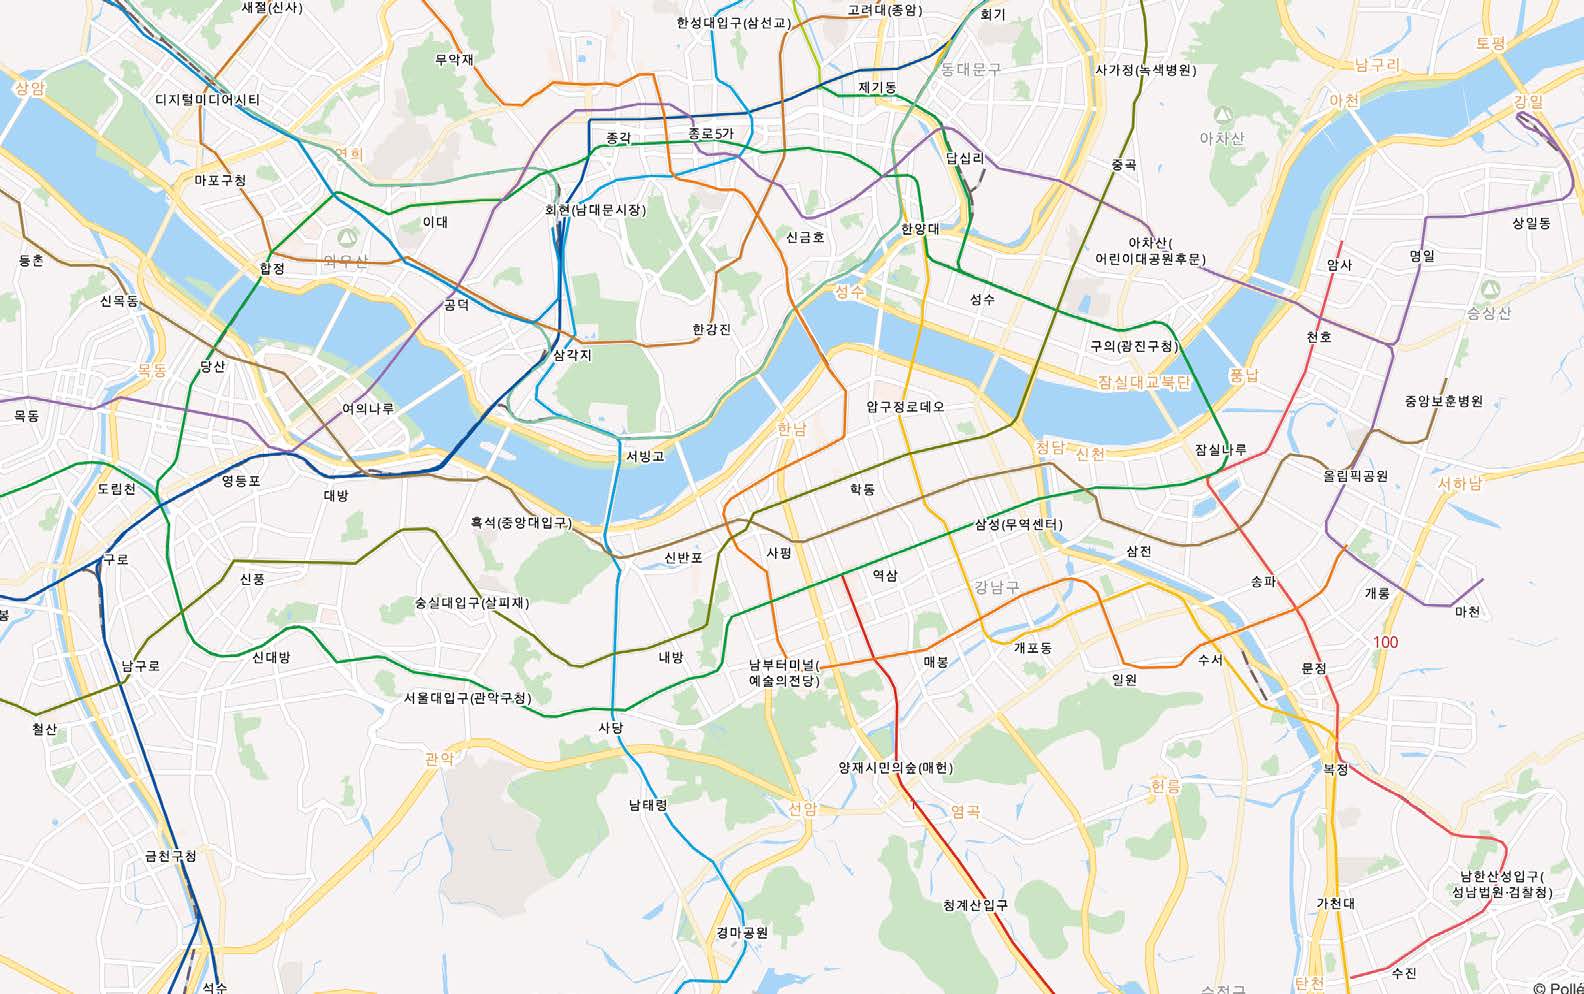 새절(신사)
한성대입구(삼선교)
고려대(종암)
회기
토평
무악재
남구리
동대문구
사가정(녹색병원)
상암
디지털미디어시티
제기동
아천
강일
종각
종로5가
아차산
연희
답십리
중곡
마포구청
회현(남대문시장)
이대
신금호
한양대
상일동
아차산(
어린이대공원후문)
명일
등촌
와우산
합정
암사
성수
성수
신목동
공덕
승상산
한강진
천호
삼각지
구의(광진구청)
당산
목동
잠실대교북단
풍납
목동
여의나루
압구정로데오
중앙보훈병원
한남
청담
신천
잠실나루
서빙고
올림픽공원
도림천
영등포
대방
학동
서하남
흑석(중앙대입구)
삼성(무역센터)
구로
신반포
사평
삼전
신풍
역삼
강남구
송파
개롱
봉
숭실대입구(살피재)
마천
100
신대방
내방
남구로
남부터미널(
예술의전당)
매봉
개포동
수서
문정
일원
서울대입구(관악구청)
철산
사당
관악
양재시민의숲(매헌)
복정
헌릉
남태령
선암
염곡
금천구청
남한산성입구(
성남법원·검찰청)
가천대
청계산입구
경마공원
수진
석수
탄천
수정구
© Pollé